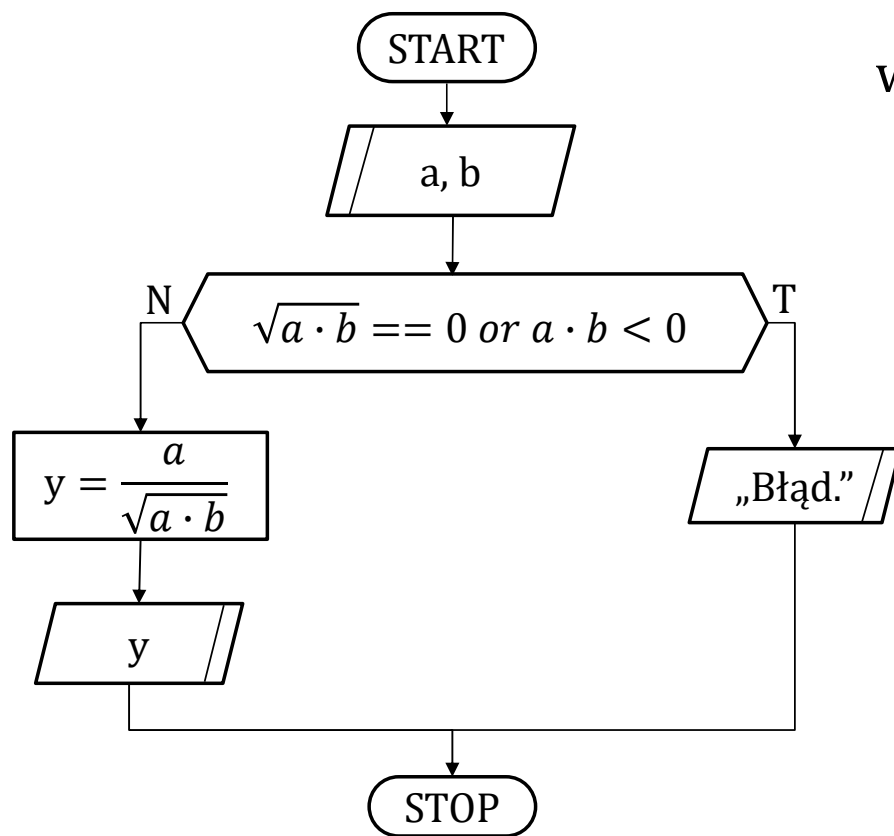 START
v
a, b
N
T
√(a · b) == 0 or a · b < 0
y = a / √(a · b)
„Błąd.”
y
STOP